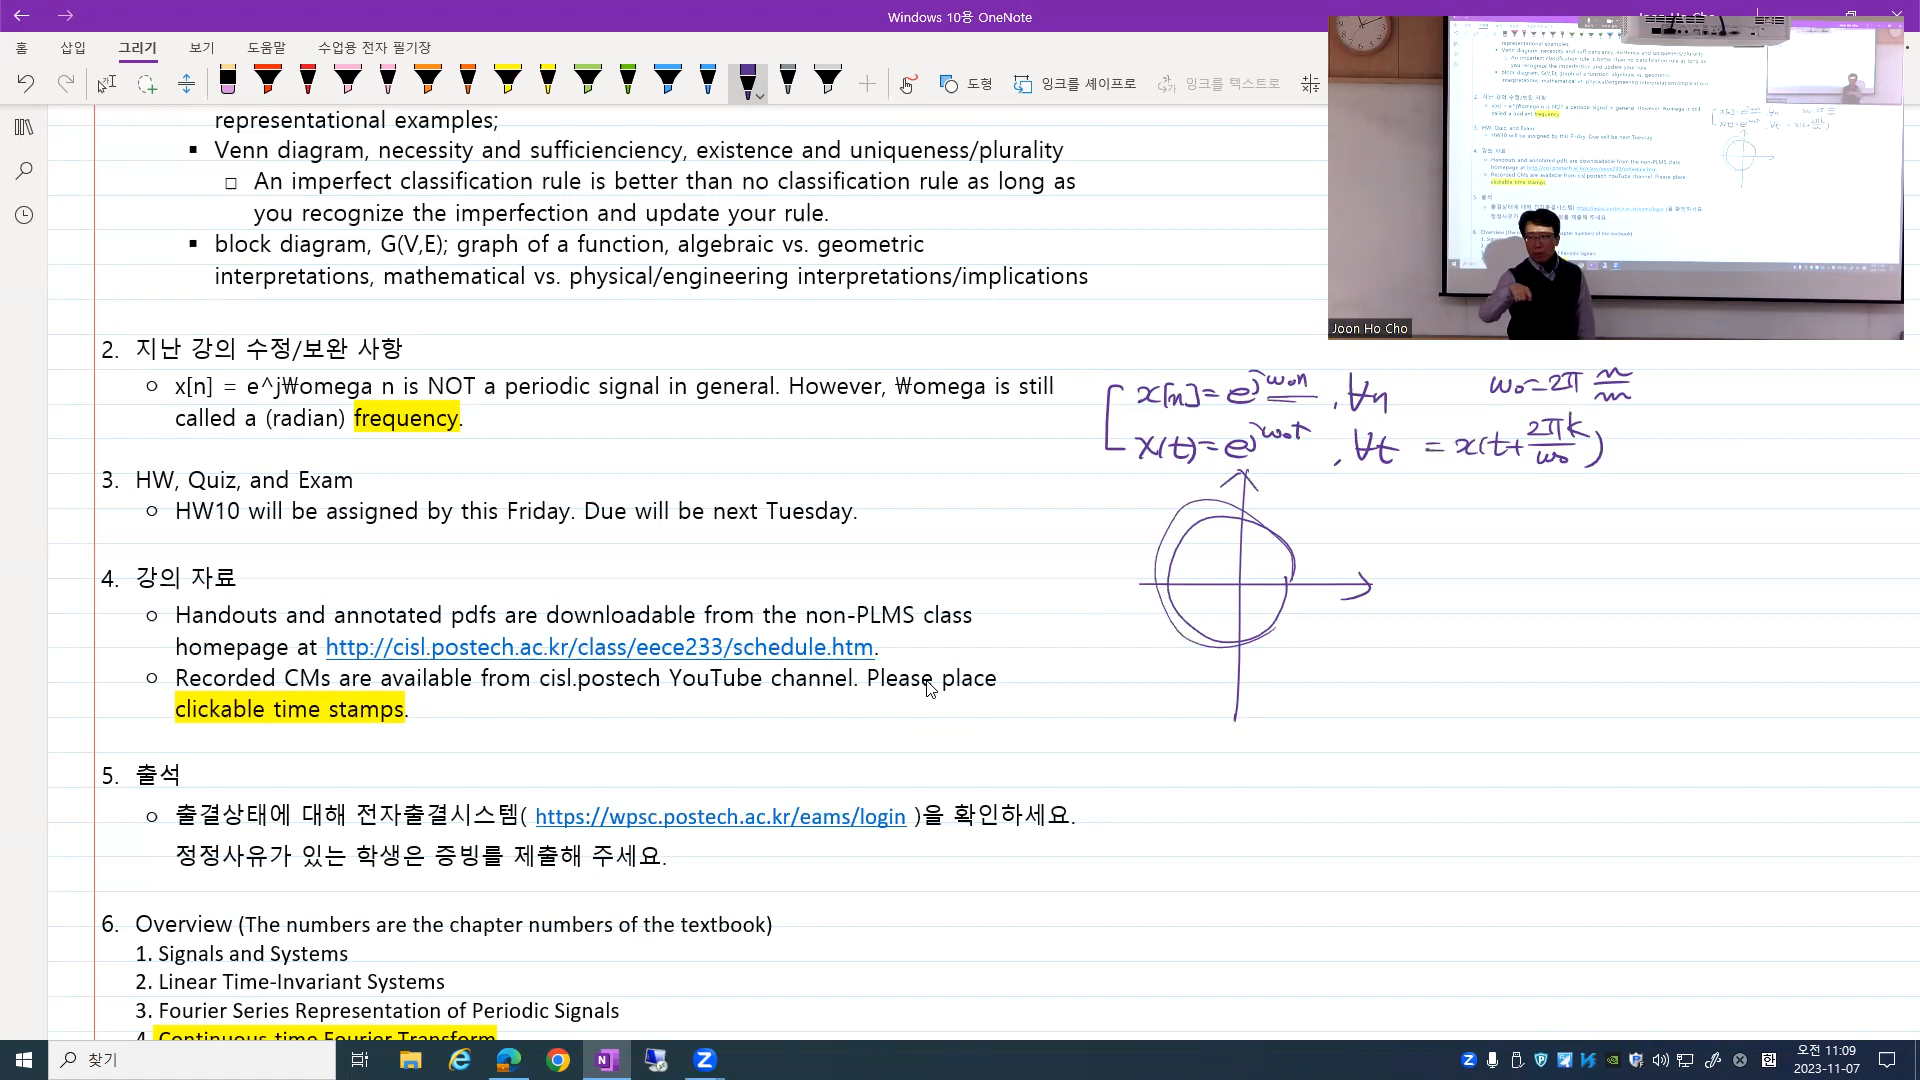 Windows 10용 OneNote
홈 삽입 그리기 보기 도움말 수업용 전자 필기장
도형 잉크를 셰이프로 잉크를 텍스트로
representational examples;
▪ Venn diagram, necessity and sufficienciency, existence and uniqueness/plurality
□ An imperfect classification rule is better than no classification rule as long as
you recognize the imperfection and update your rule.
▪ block diagram, G(V,E); graph of a function, algebraic vs. geometric
interpretations, mathematical vs. physical/engineering interpretations/implications
Joon Ho Cho
2. 지난 강의 수정/보완 사항
○ x[n] = e^j₩omega n is NOT a periodic signal in general. However, ₩omega is still
called a (radian) frequency.
x[n] = e^jω₀n , ∀n ω₀=2π n/m
x(t) = e^jω₀t , ∀t = x(t+2πk/ω₀)
3. HW, Quiz, and Exam
○ HW10 will be assigned by this Friday. Due will be next Tuesday.
4. 강의 자료
○ Handouts and annotated pdfs are downloadable from the non-PLMS class
homepage at http://cisl.postech.ac.kr/class/eece233/schedule.htm.
○ Recorded CMs are available from cisl.postech YouTube channel. Please place
clickable time stamps.
5. 출석
○ 출결상태에 대해 전자출결시스템( https://wpsc.postech.ac.kr/eams/login )을 확인하세요.
정정사유가 있는 학생은 증빙를 제출해 주세요.
6. Overview (The numbers are the chapter numbers of the textbook)
1. Signals and Systems
2. Linear Time-Invariant Systems
3. Fourier Series Representation of Periodic Signals
4. Continuous-time Fourier Transform
찾기
오전 11:09
2023-11-07